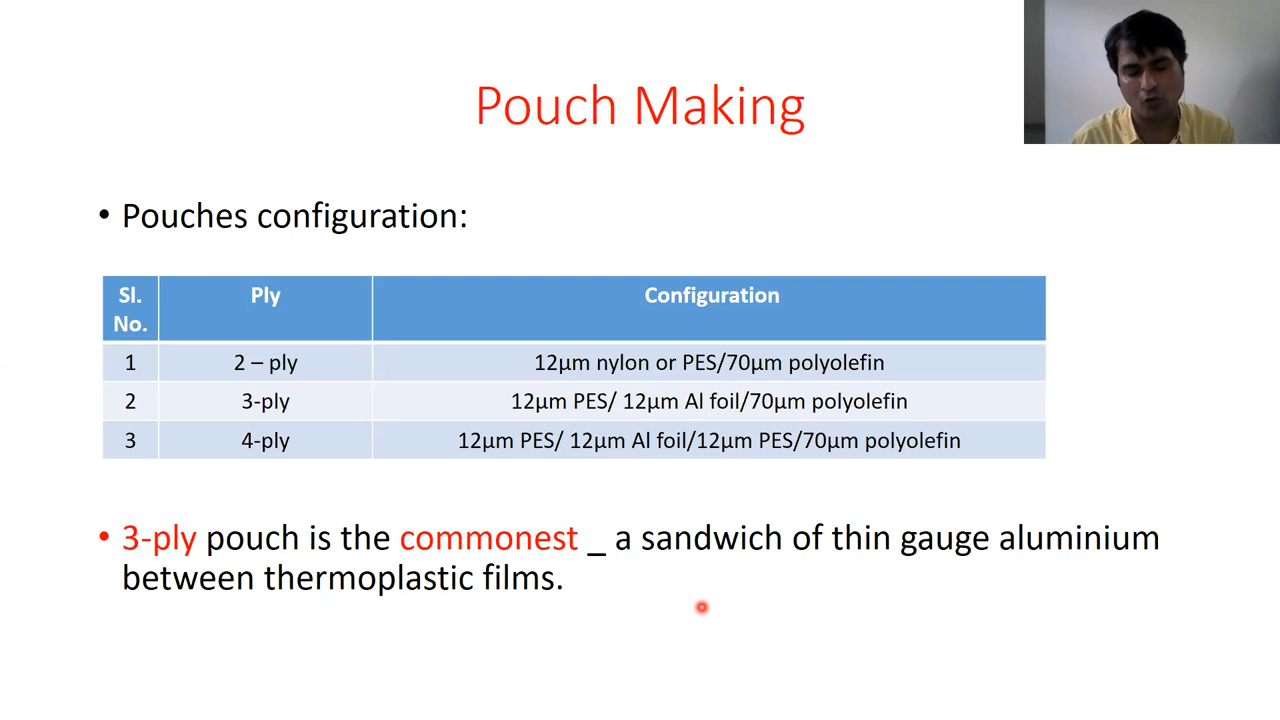 Pouch Making
• Pouches configuration:
Sl. No. Ply Configuration
1 2 – ply 12µm nylon or PES/70µm polyolefin
2 3-ply 12µm PES/ 12µm Al foil/70µm polyolefin
3 4-ply 12µm PES/ 12µm Al foil/12µm PES/70µm polyolefin
• 3-ply pouch is the commonest _ a sandwich of thin gauge aluminium
between thermoplastic films.